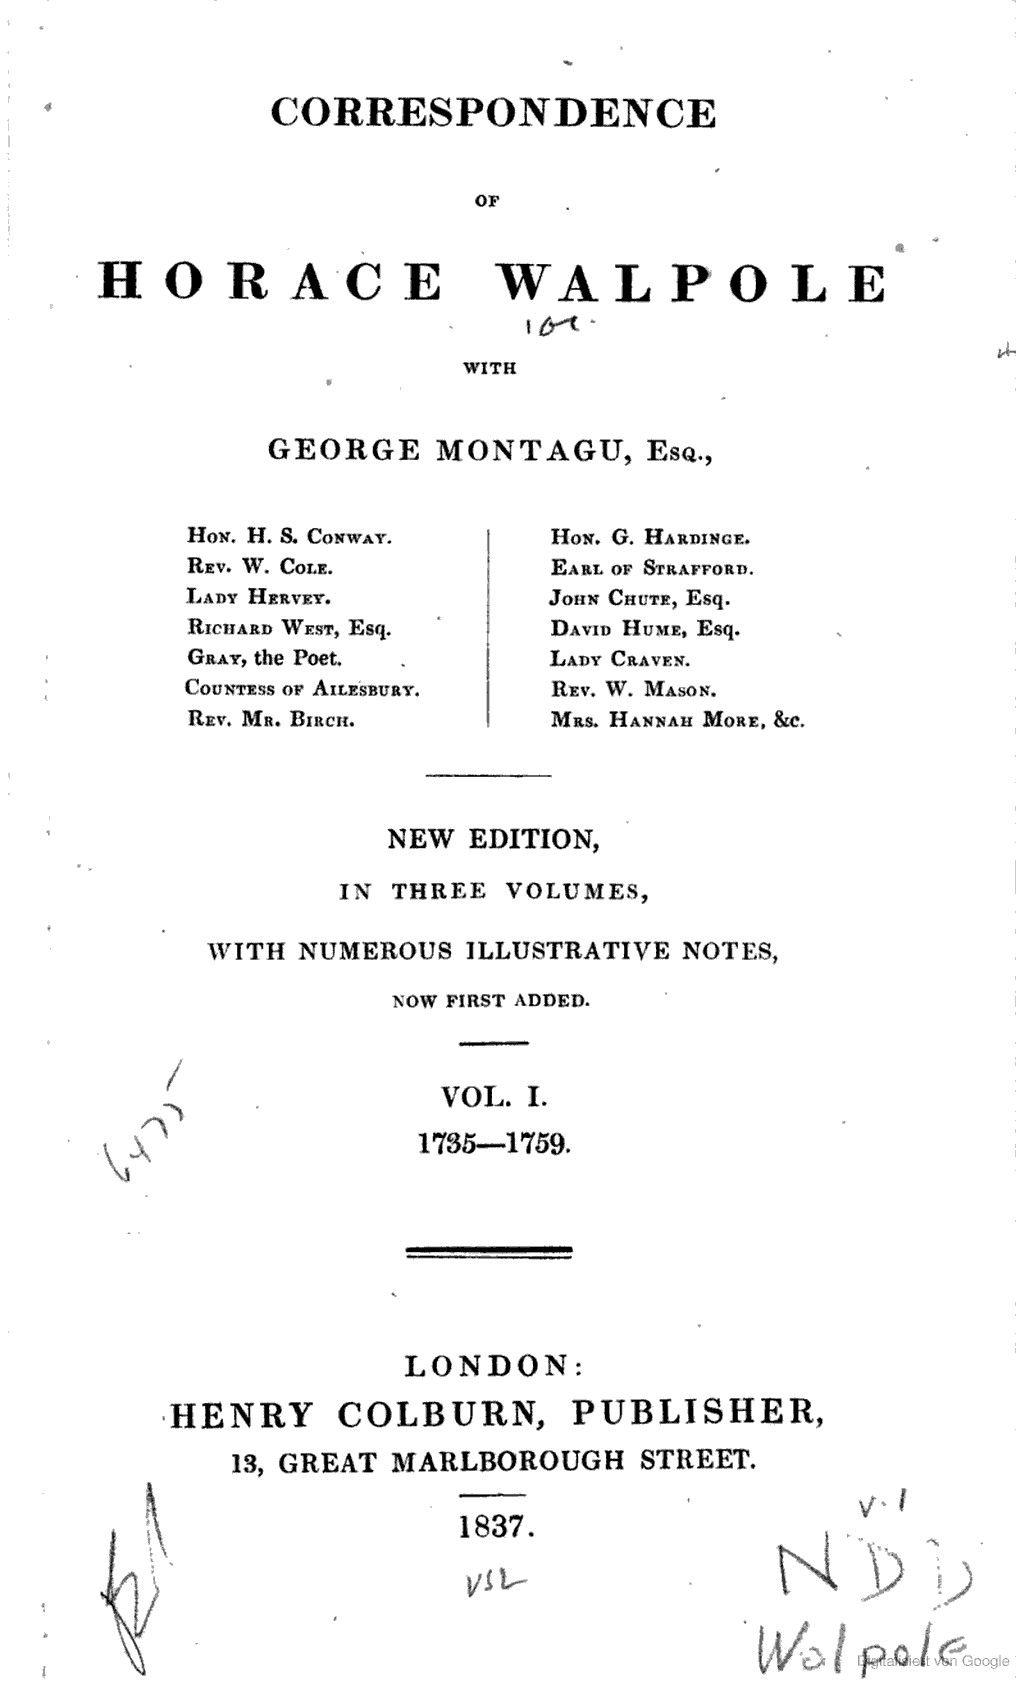 CORRESPONDENCE
OF
HORACE WALPOLE
WITH
GEORGE MONTAGU, Esq.,
Hon. H. S. Conway.
Rev. W. Cole.
Lady Hervey.
Richard West, Esq.
Gray, the Poet.
Countess of Ailesbury.
Rev. Mr. Birch.
Hon. G. Hardinge.
Earl of Strafford.
John Chute, Esq.
David Hume, Esq.
Lady Craven.
Rev. W. Mason.
Mrs. Hannah More, &c.
NEW EDITION,
IN THREE VOLUMES,
WITH NUMEROUS ILLUSTRATIVE NOTES,
NOW FIRST ADDED.
VOL. I.
1735—1759.
LONDON:
HENRY COLBURN, PUBLISHER,
13, GREAT MARLBOROUGH STREET.
1837.
v.1
NDD
Walpole
Digitalisiert von Google